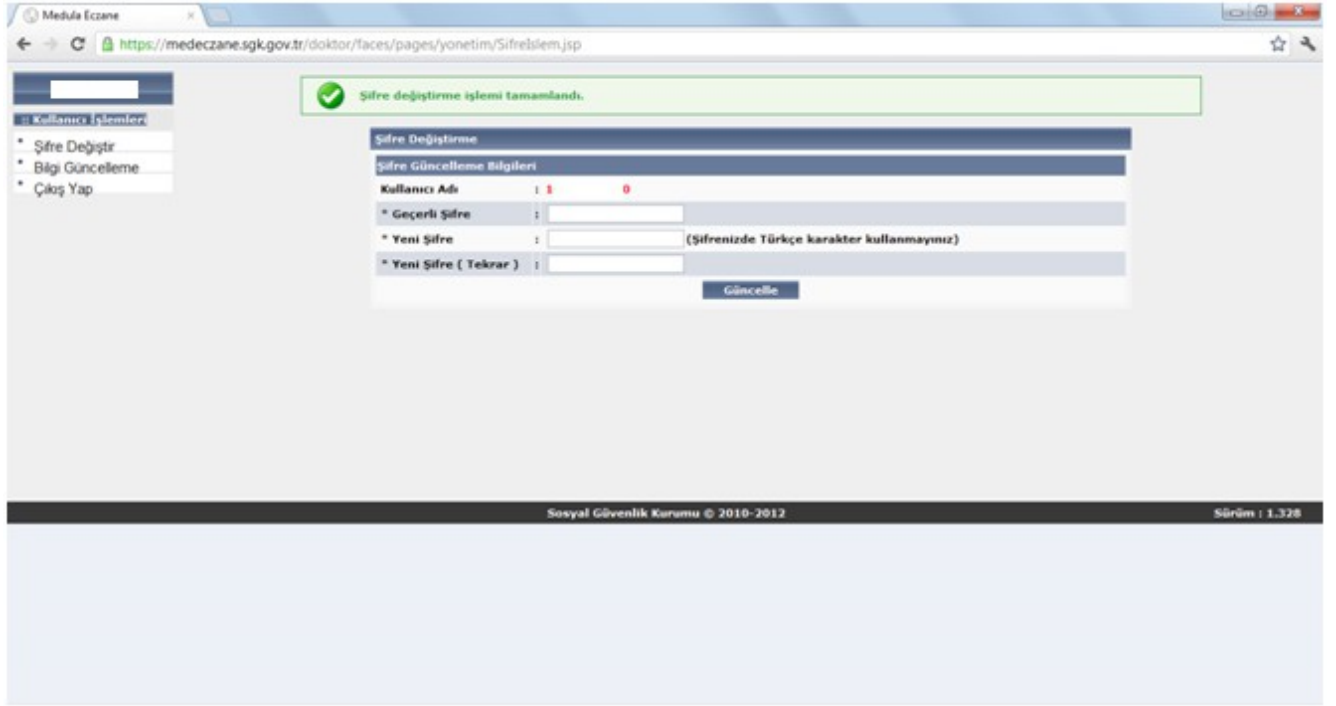 Medula Eczane
https://medeczane.sgk.gov.tr/doktor/faces/pages/yonetim/SifreIslem.jsp
Şifre değiştirme işlemi tamamlandı.
:: Kullanıcı İşlemleri
* Şifre Değiştir
* Bilgi Güncelleme
* Çıkış Yap
Şifre Değiştirme
Şifre Güncelleme Bilgileri
Kullanıcı Adı : 1 0
* Geçerli Şifre :
* Yeni Şifre : (Şifrenizde Türkçe karakter kullanmayınız)
* Yeni Şifre ( Tekrar ) :
Güncelle
Sosyal Güvenlik Kurumu © 2010-2012 Sürüm : 1.328